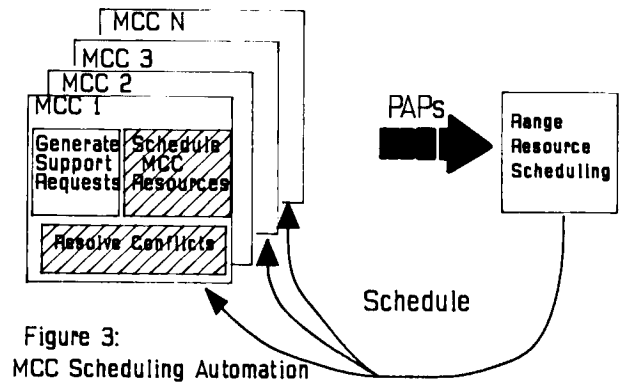 MCC N
MCC 3
MCC 2
MCC 1
Generate
Support
Requests
Schedule
MCC
Resources
Resolve Conflicts
PAPs
Range
Resource
Scheduling
Schedule
Figure 3:
MCC Scheduling Automation